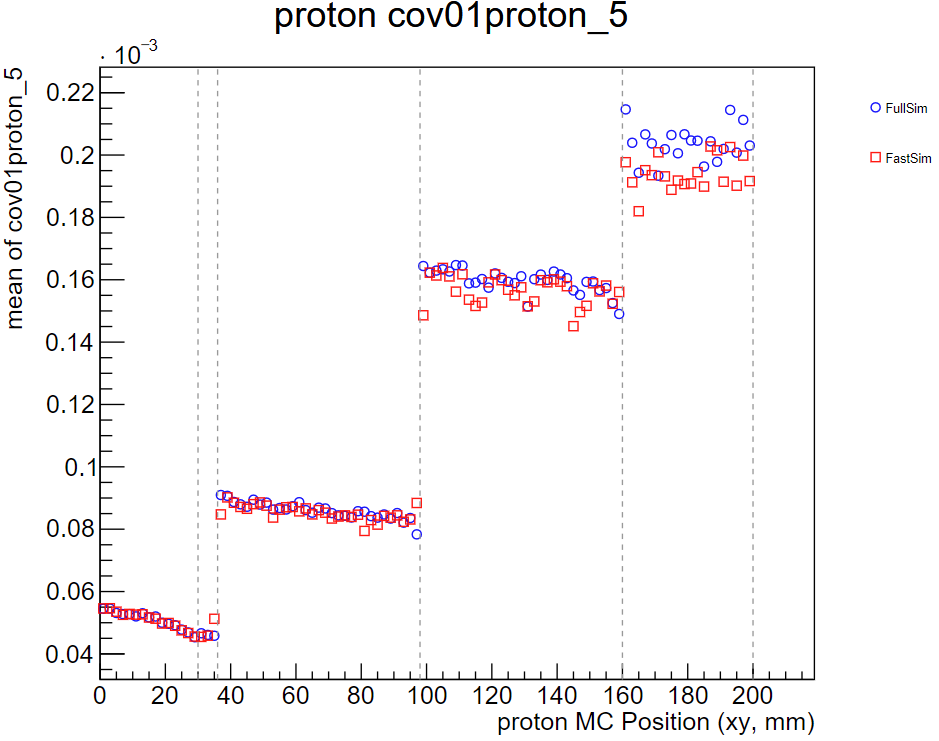 proton cov01proton_5
· 10⁻³
mean of cov01proton_5
0.22
0.2
0.18
0.16
0.14
0.12
0.1
0.08
0.06
0.04
0 20 40 60 80 100 120 140 160 180 200
proton MC Position (xy, mm)
FullSim
FastSim